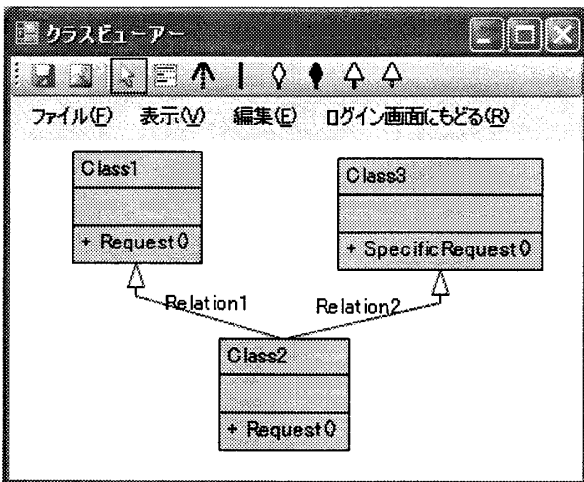 クラスビューアー
ファイル(F) 表示(V) 編集(E) ログイン画面にもどる(R)
Class1
+ Request()
Class3
+ SpecificRequest()
Relation1
Relation2
Class2
+ Request()